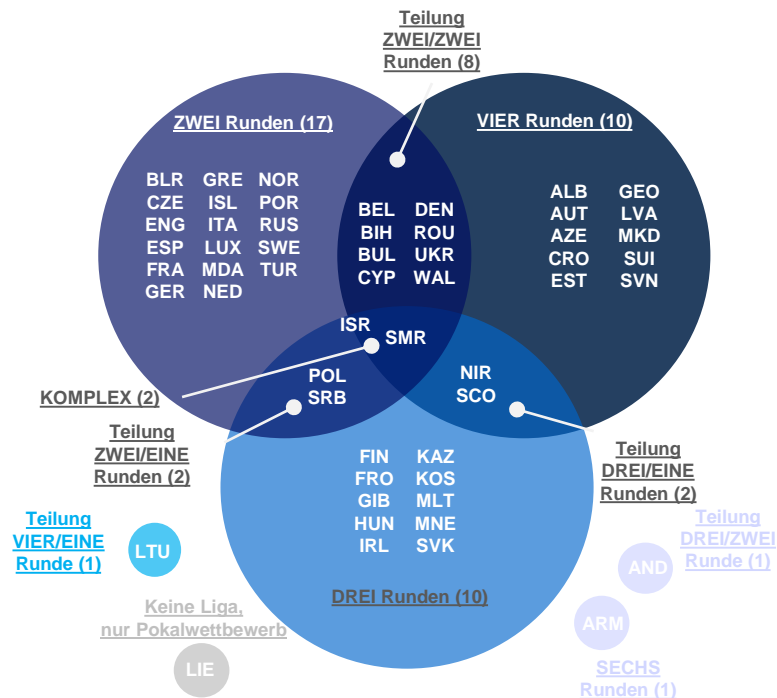 Teilung
ZWEI/ZWEI
Runden (8)
ZWEI Runden (17)
VIER Runden (10)
BLR GRE NOR
CZE ISL POR
ENG ITA RUS
ESP LUX SWE
FRA MDA TUR
GER NED
BEL DEN
BIH ROU
BUL UKR
CYP WAL
ALB GEO
AUT LVA
AZE MKD
CRO SUI
EST SVN
ISR
SMR
KOMPLEX (2)
POL
SRB
NIR
SCO
Teilung
ZWEI/EINE
Runden (2)
Teilung
DREI/EINE
Runden (2)
FIN KAZ
FRO KOS
GIB MLT
HUN MNE
IRL SVK
DREI Runden (10)
Teilung
VIER/EINE
Runde (1)
LTU
Keine Liga,
nur Pokalwettbewerb
LIE
Teilung
DREI/ZWEI
Runde (1)
AND
ARM
SECHS
Runden (1)